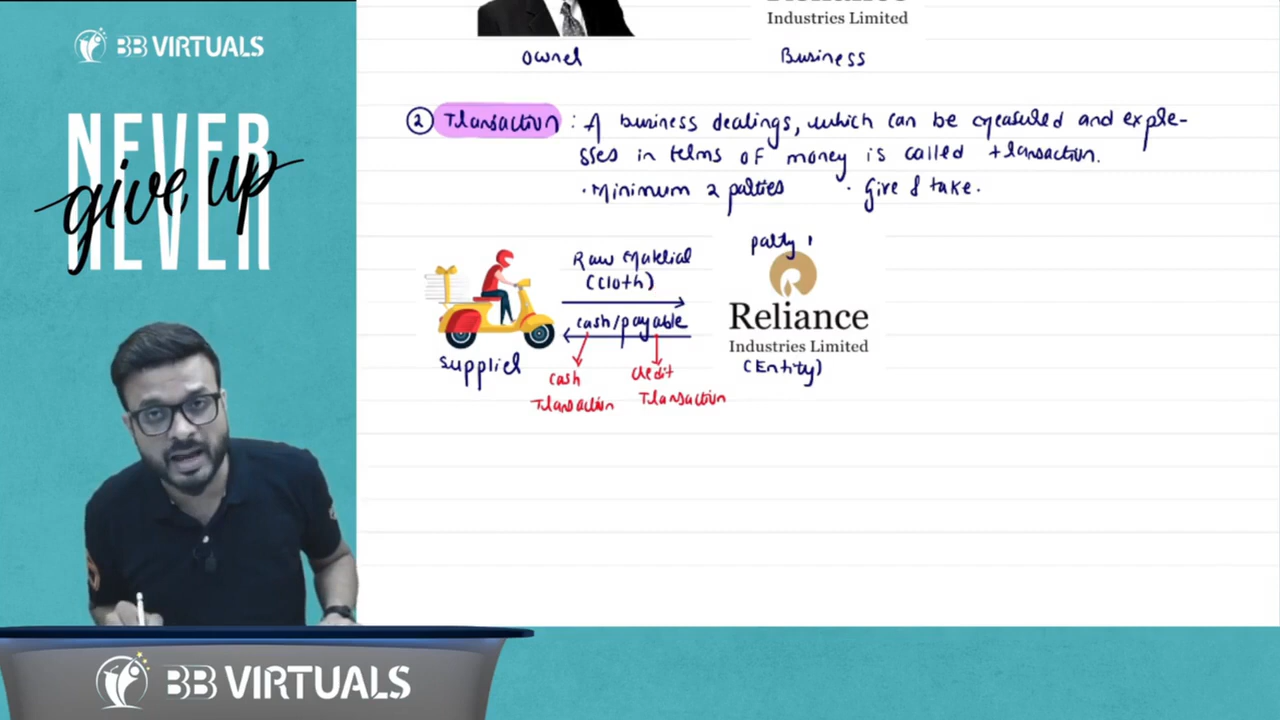 BB VIRTUALS
NEVER
give up
NEVER
Industries Limited
owner
Business
② Transaction : A business dealings, which can be measured and expre-
sses in terms of money is called transaction.
· Minimum 2 parties · Give & take.
party 1
Raw Material
(Cloth)
cash/payable
Reliance
Industries Limited
(Entity)
supplier
cash
Transaction
credit
Transaction
BB VIRTUALS